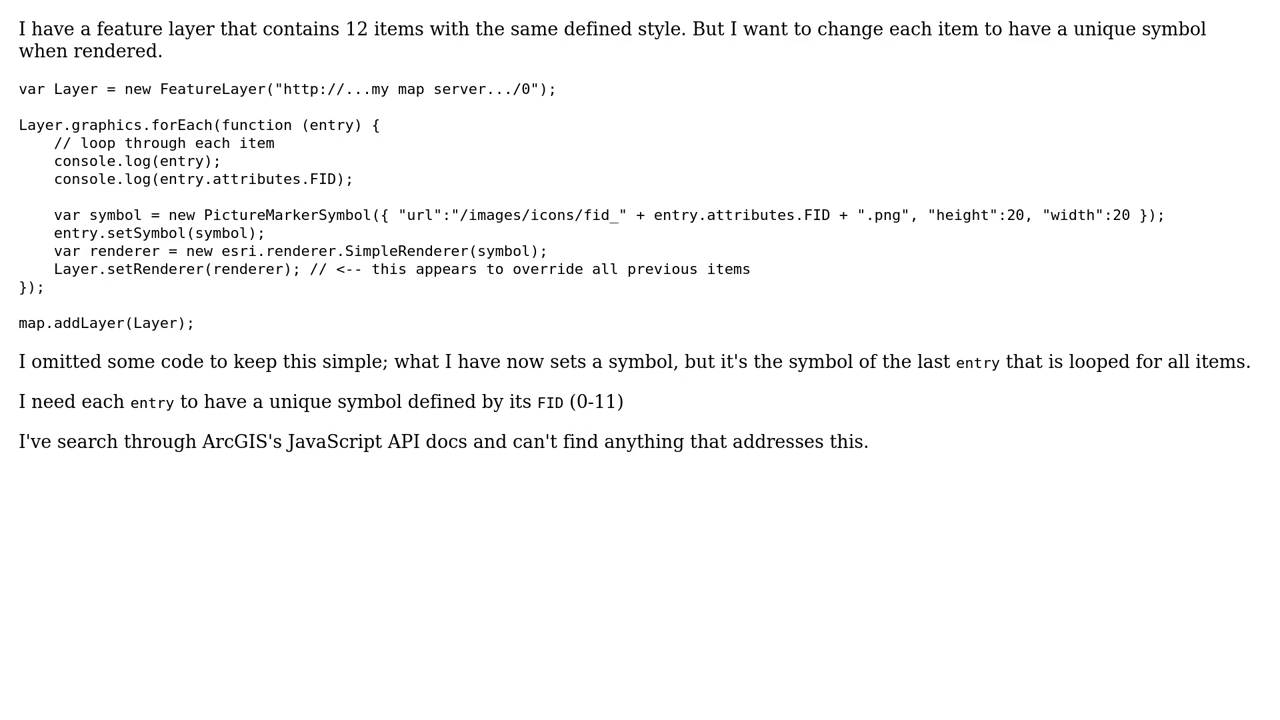 I have a feature layer that contains 12 items with the same defined style. But I want to change each item to have a unique symbol
when rendered.
var Layer = new FeatureLayer("http://...my map server.../0");
Layer.graphics.forEach(function (entry) {
    // loop through each item
    console.log(entry);
    console.log(entry.attributes.FID);
    var symbol = new PictureMarkerSymbol({ "url":"/images/icons/fid_" + entry.attributes.FID + ".png", "height":20, "width":20 });
    entry.setSymbol(symbol);
    var renderer = new esri.renderer.SimpleRenderer(symbol);
    Layer.setRenderer(renderer); // <-- this appears to override all previous items
});
map.addLayer(Layer);
I omitted some code to keep this simple; what I have now sets a symbol, but it's the symbol of the last entry that is looped for all items.
I need each entry to have a unique symbol defined by its FID (0-11)
I've search through ArcGIS's JavaScript API docs and can't find anything that addresses this.